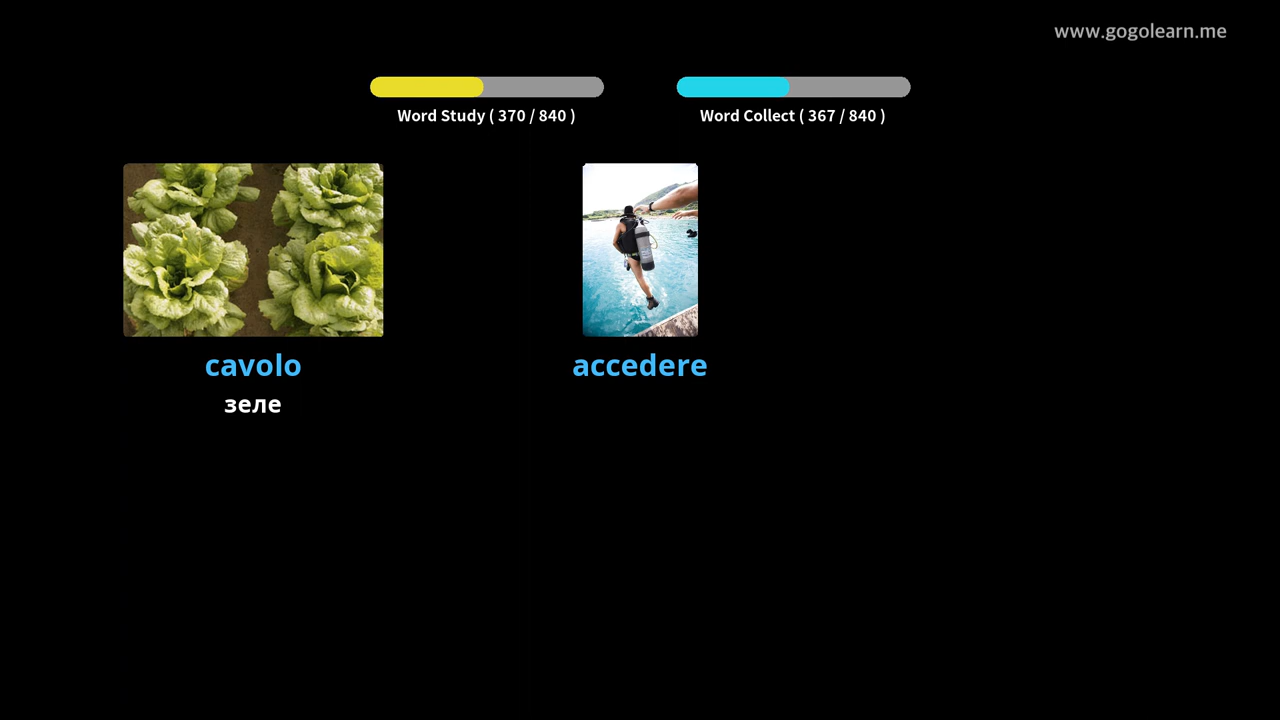 www.gogolearn.me
Word Study ( 370 / 840 )
Word Collect ( 367 / 840 )
cavolo
accedere
зеле